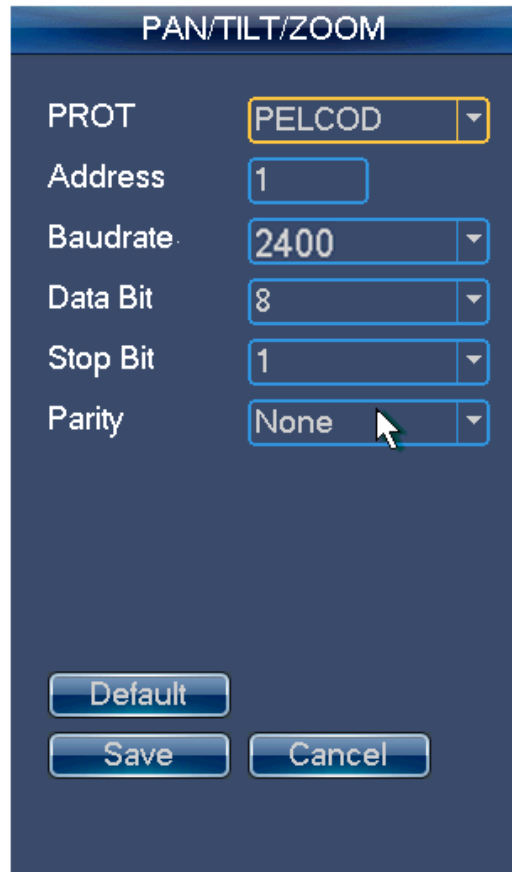 PAN/TILT/ZOOM
PROT PELCOD
Address 1
Baudrate 2400
Data Bit 8
Stop Bit 1
Parity None
Default
Save Cancel